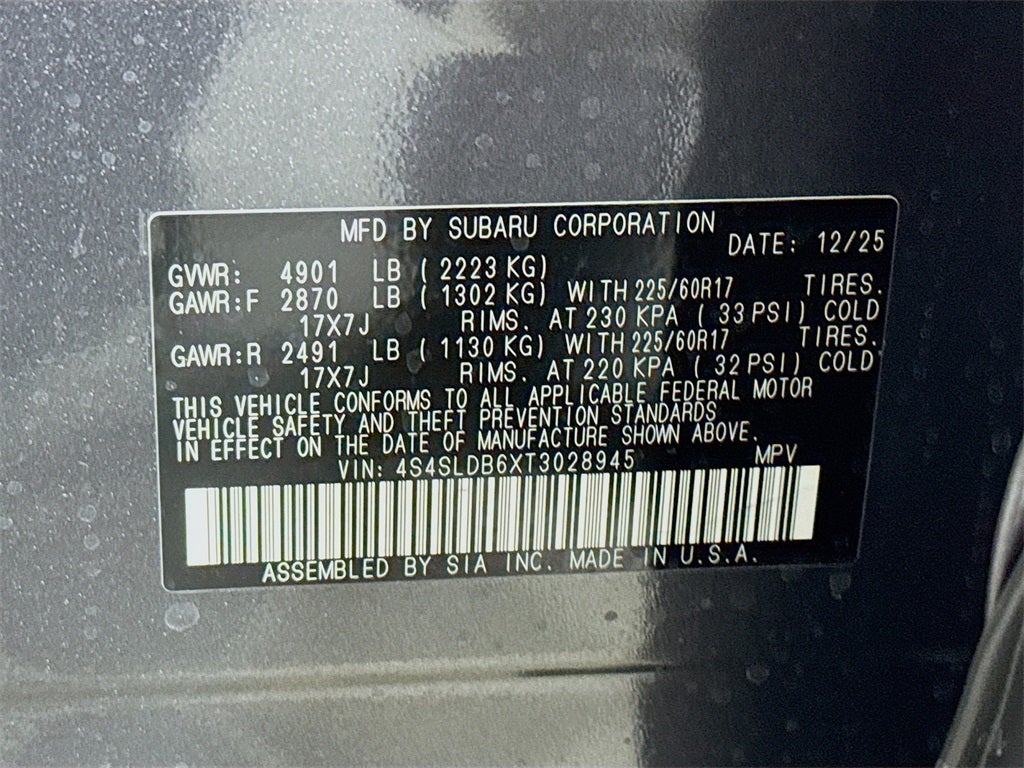 MFD BY SUBARU CORPORATION DATE: 12/25
GVWR: 4901 LB ( 2223 KG)
GAWR:F 2870 LB ( 1302 KG) WITH 225/60R17 TIRES.
17X7J RIMS. AT 230 KPA ( 33 PSI) COLD
GAWR:R 2491 LB ( 1130 KG) WITH 225/60R17 TIRES.
17X7J RIMS. AT 220 KPA ( 32 PSI) COLD
THIS VEHICLE CONFORMS TO ALL APPLICABLE FEDERAL MOTOR
VEHICLE SAFETY AND THEFT PREVENTION STANDARDS
IN EFFECT ON THE DATE OF MANUFACTURE SHOWN ABOVE.
VIN: 4S4SLDB6XT3028945 MPV
ASSEMBLED BY SIA INC. MADE IN U.S.A.